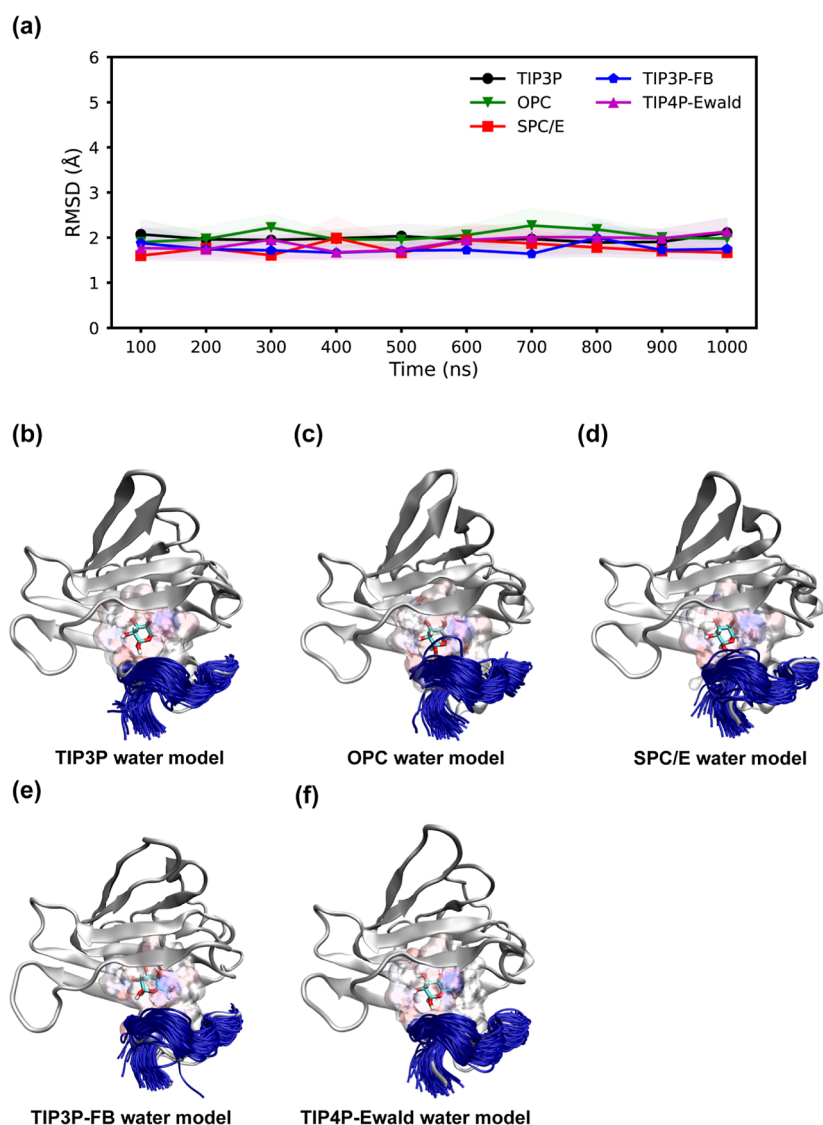 (a)
6
5
4
3
2
1
0
RMSD (Å)
TIP3P
OPC
SPC/E
TIP3P-FB
TIP4P-Ewald
100 200 300 400 500 600 700 800 900 1000
Time (ns)
(b)
(c)
(d)
TIP3P water model
OPC water model
SPC/E water model
(e)
(f)
TIP3P-FB water model
TIP4P-Ewald water model